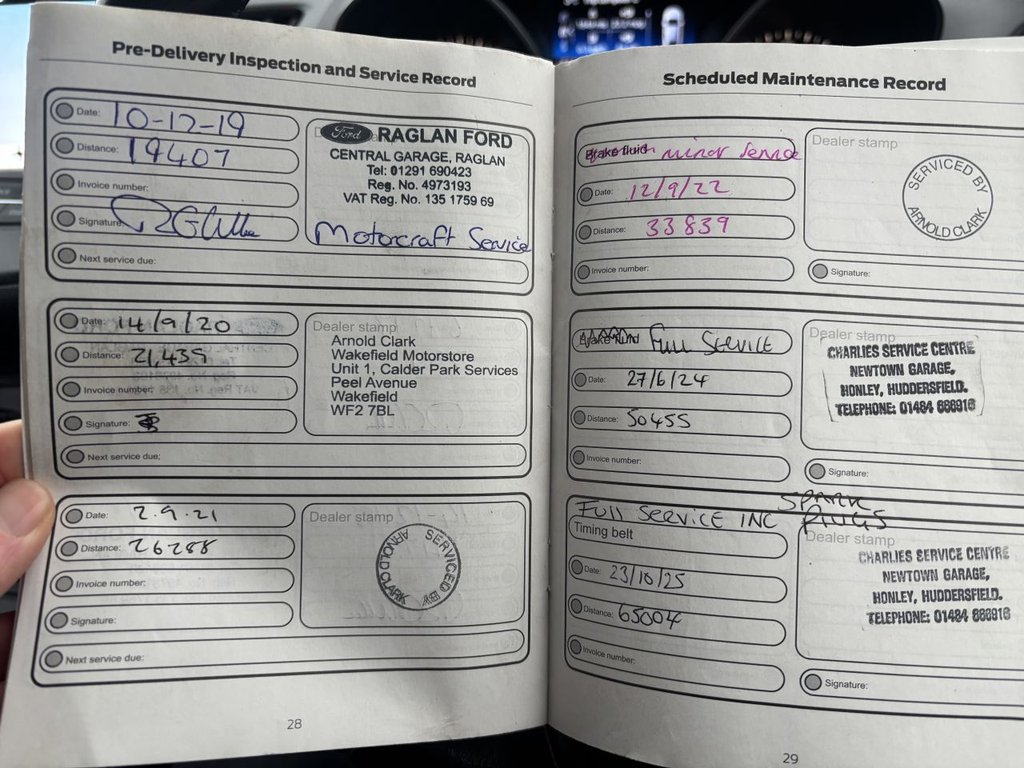 Pre-Delivery Inspection and Service Record
Date: 10-12-19
Distance: 19407
Invoice number:
Signature:
Next service due:
Ford RAGLAN FORD
CENTRAL GARAGE, RAGLAN
Tel: 01291 690423
Reg. No. 4973193
VAT Reg. No. 135 1759 69
Motorcraft Service
Date: 14/9/20
Distance: 21,439
Invoice number:
Signature:
Next service due:
Dealer stamp
Arnold Clark
Wakefield Motorstore
Unit 1, Calder Park Services
Peel Avenue
Wakefield
WF2 7BL
Date: 2.9.21
Distance: 26288
Invoice number:
Signature:
Next service due:
Dealer stamp
SERVICED BY
ARNOLD CLARK
28
Scheduled Maintenance Record
Brake fluid minor Service
Date: 12/9/22
Distance: 33839
Invoice number:
Dealer stamp
SERVICED BY
ARNOLD CLARK
Signature:
Brake fluid Full Service
Date: 27/6/24
Distance: 50455
Invoice number:
Dealer stamp
CHARLIES SERVICE CENTRE
NEWTOWN GARAGE,
HONLEY, HUDDERSFIELD.
TELEPHONE: 01484 666916
Signature:
FUll SERVICE INC SPARK PLUGS
Timing belt
Date: 23/10/25
Distance: 65004
Invoice number:
Dealer stamp
CHARLIES SERVICE CENTRE
NEWTOWN GARAGE,
HONLEY, HUDDERSFIELD.
TELEPHONE: 01484 666916
Signature:
29